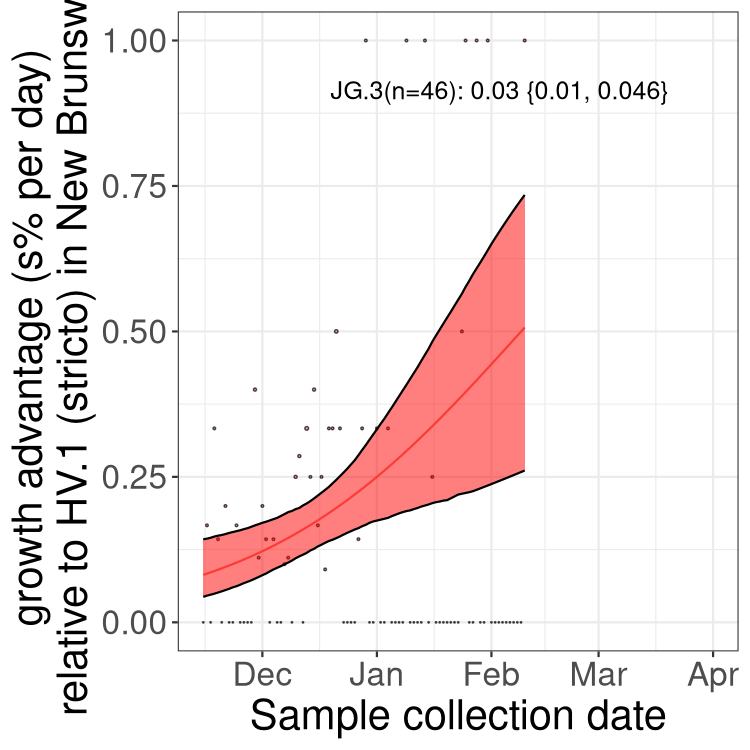 growth advantage (s% per day)
relative to HV.1 (stricto) in New Brunsw
1.00
0.75
0.50
0.25
0.00
JG.3(n=46): 0.03 {0.01, 0.046}
Dec Jan Feb Mar Apr
Sample collection date